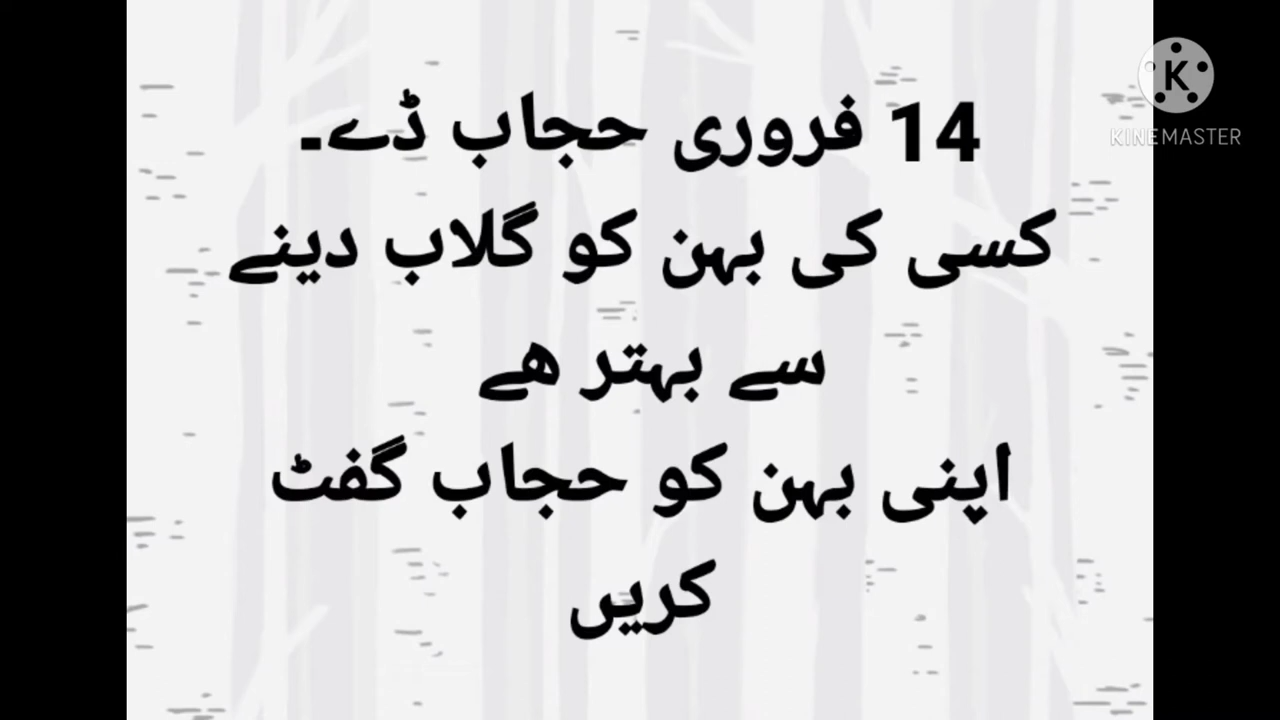 14 فروری حجاب ڈے۔
کسی کی بہن کو گلاب دینے
سے بہتر ھے
اپنی بہن کو حجاب گفٹ
کریں
K
KINEMASTER